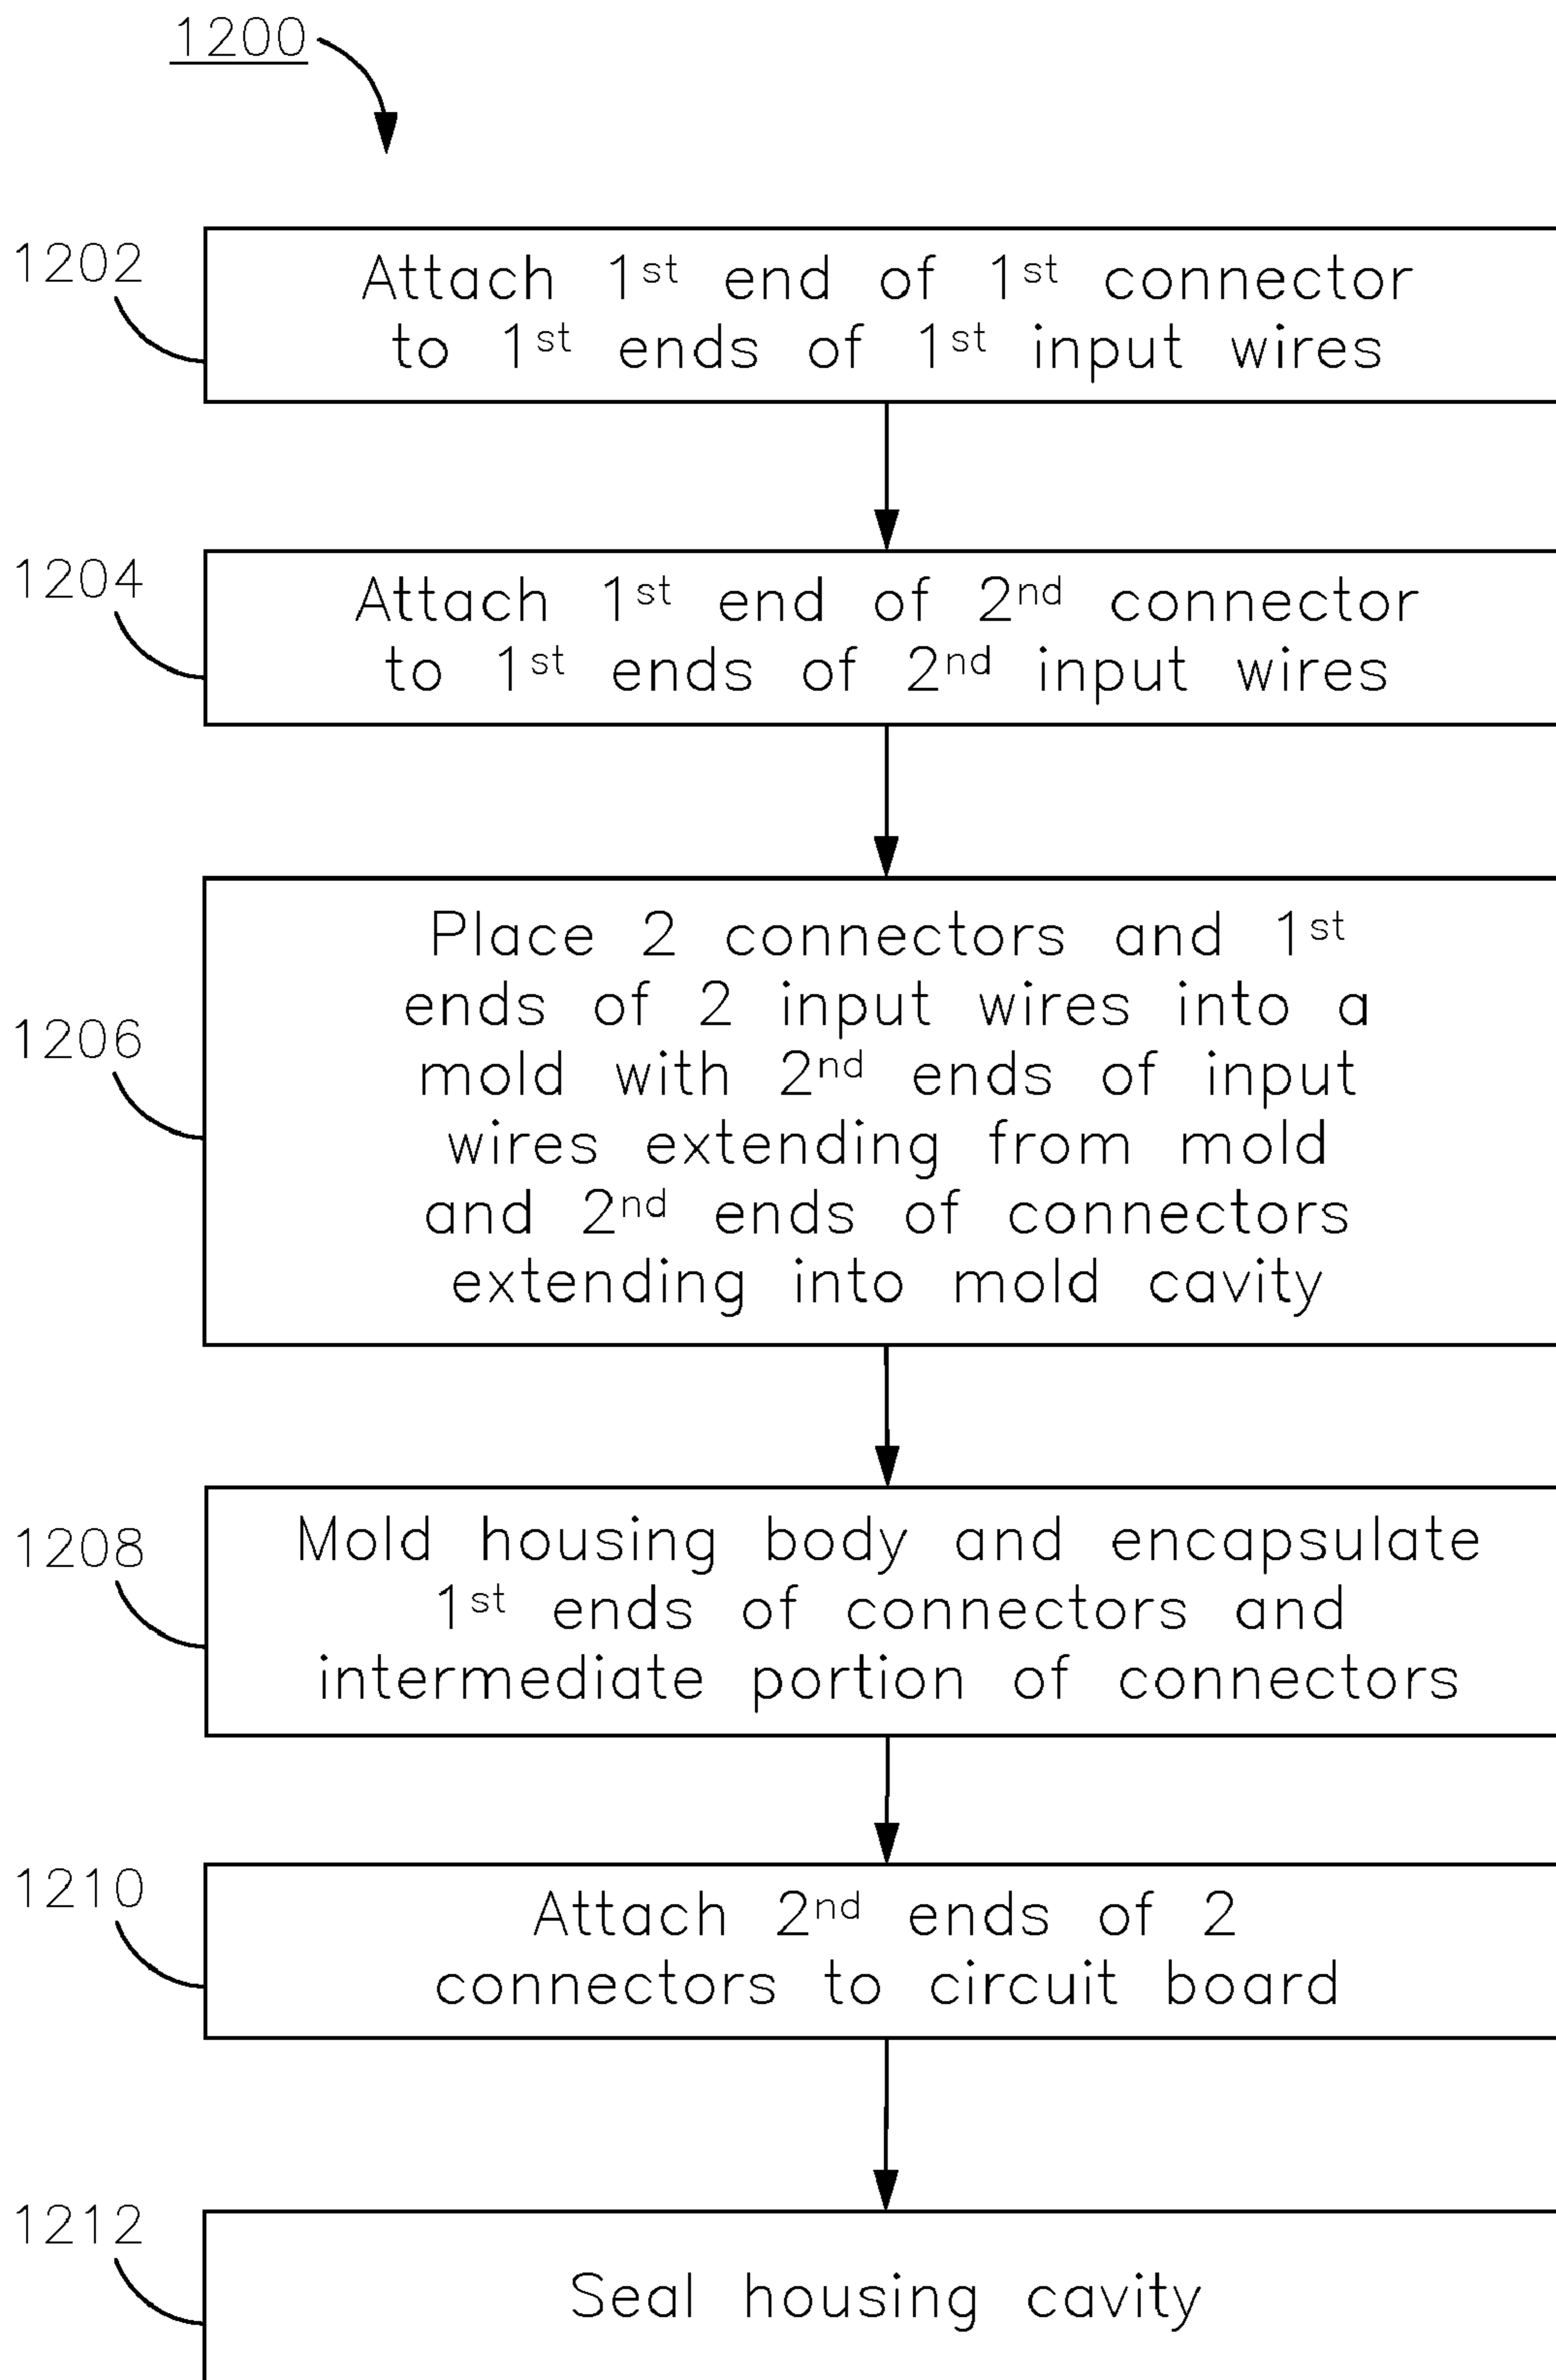 1200
1202
Attach 1st end of 1st connector
to 1st ends of 1st input wires
1204
Attach 1st end of 2nd connector
to 1st ends of 2nd input wires
1206
Place 2 connectors and 1st
ends of 2 input wires into a
mold with 2nd ends of input
wires extending from mold
and 2nd ends of connectors
extending into mold cavity
1208
Mold housing body and encapsulate
1st ends of connectors and
intermediate portion of connectors
1210
Attach 2nd ends of 2
connectors to circuit board
1212
Seal housing cavity